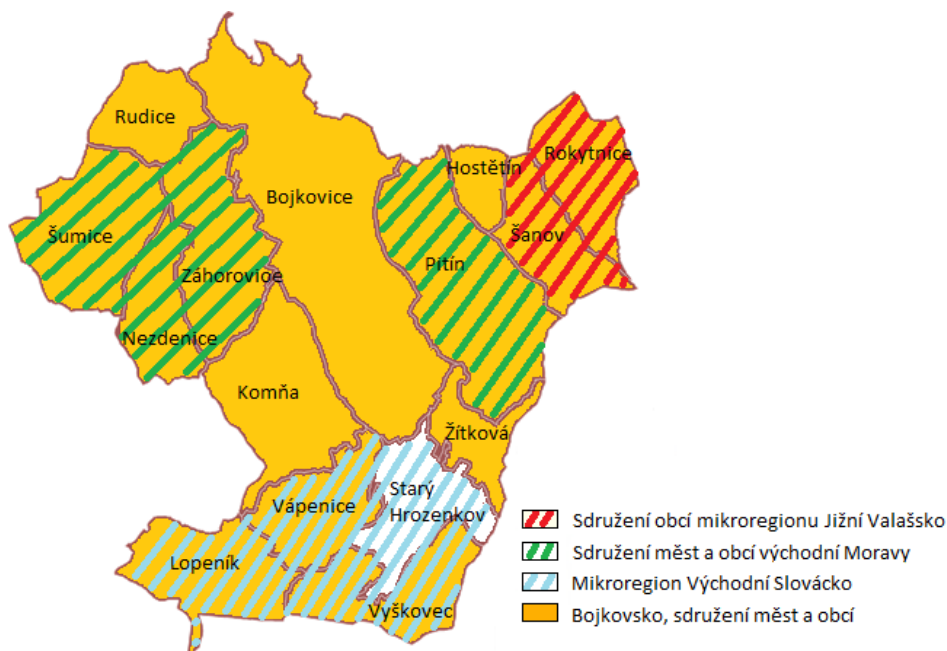 Rudice
Hostětín
Rokytnice
Bojkovice
Šumice
Šanov
Pitín
Záhorovice
Nezdenice
Komňa
Žítková
Starý
Hrozenkov
Vápenice
Lopeník
Vyškovec
Sdružení obcí mikroregionu Jižní Valašsko
Sdružení měst a obcí východní Moravy
Mikroregion Východní Slovácko
Bojkovsko, sdružení měst a obcí